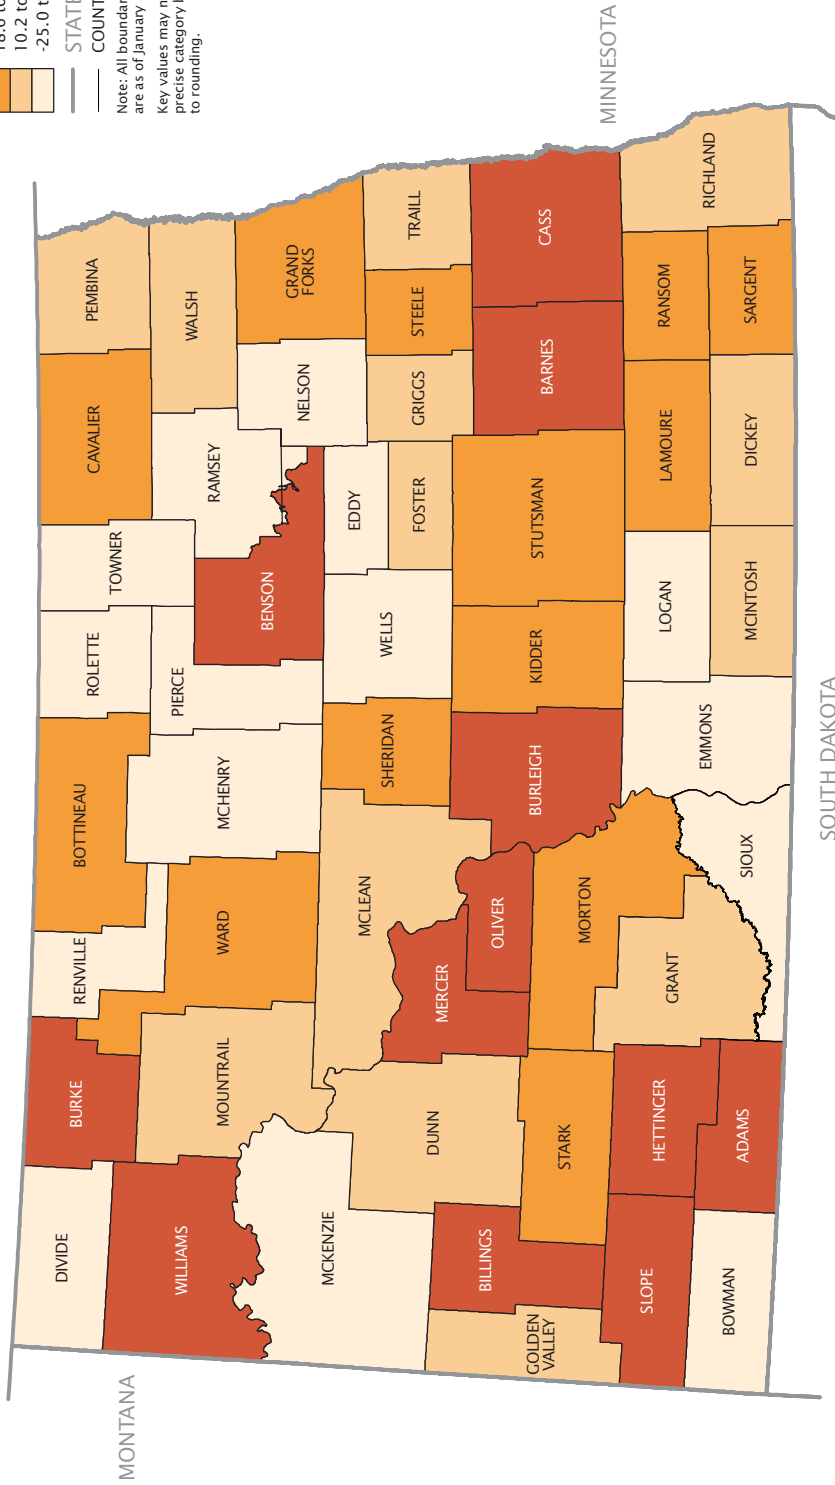 10.2 to
-25.0 t
STATE
COUNT
Note: All boundar
are as of January
Key values may n
precise category
to rounding.
MONTANA
MINNESOTA
SOUTH DAKOTA
DIVIDE
BURKE
RENVILLE
BOTTINEAU
ROLETTE
TOWNER
CAVALIER
PEMBINA
WILLIAMS
MOUNTRAIL
WARD
MCHENRY
PIERCE
BENSON
RAMSEY
WALSH
NELSON
GRAND
FORKS
MCKENZIE
DUNN
MCLEAN
MERCER
OLIVER
SHERIDAN
WELLS
EDDY
FOSTER
GRIGGS
STEELE
TRAILL
GOLDEN
VALLEY
BILLINGS
STARK
MORTON
BURLEIGH
KIDDER
STUTSMAN
BARNES
CASS
SLOPE
HETTINGER
GRANT
EMMONS
LOGAN
LAMOURE
RANSOM
RICHLAND
BOWMAN
ADAMS
SIOUX
MCINTOSH
DICKEY
SARGENT